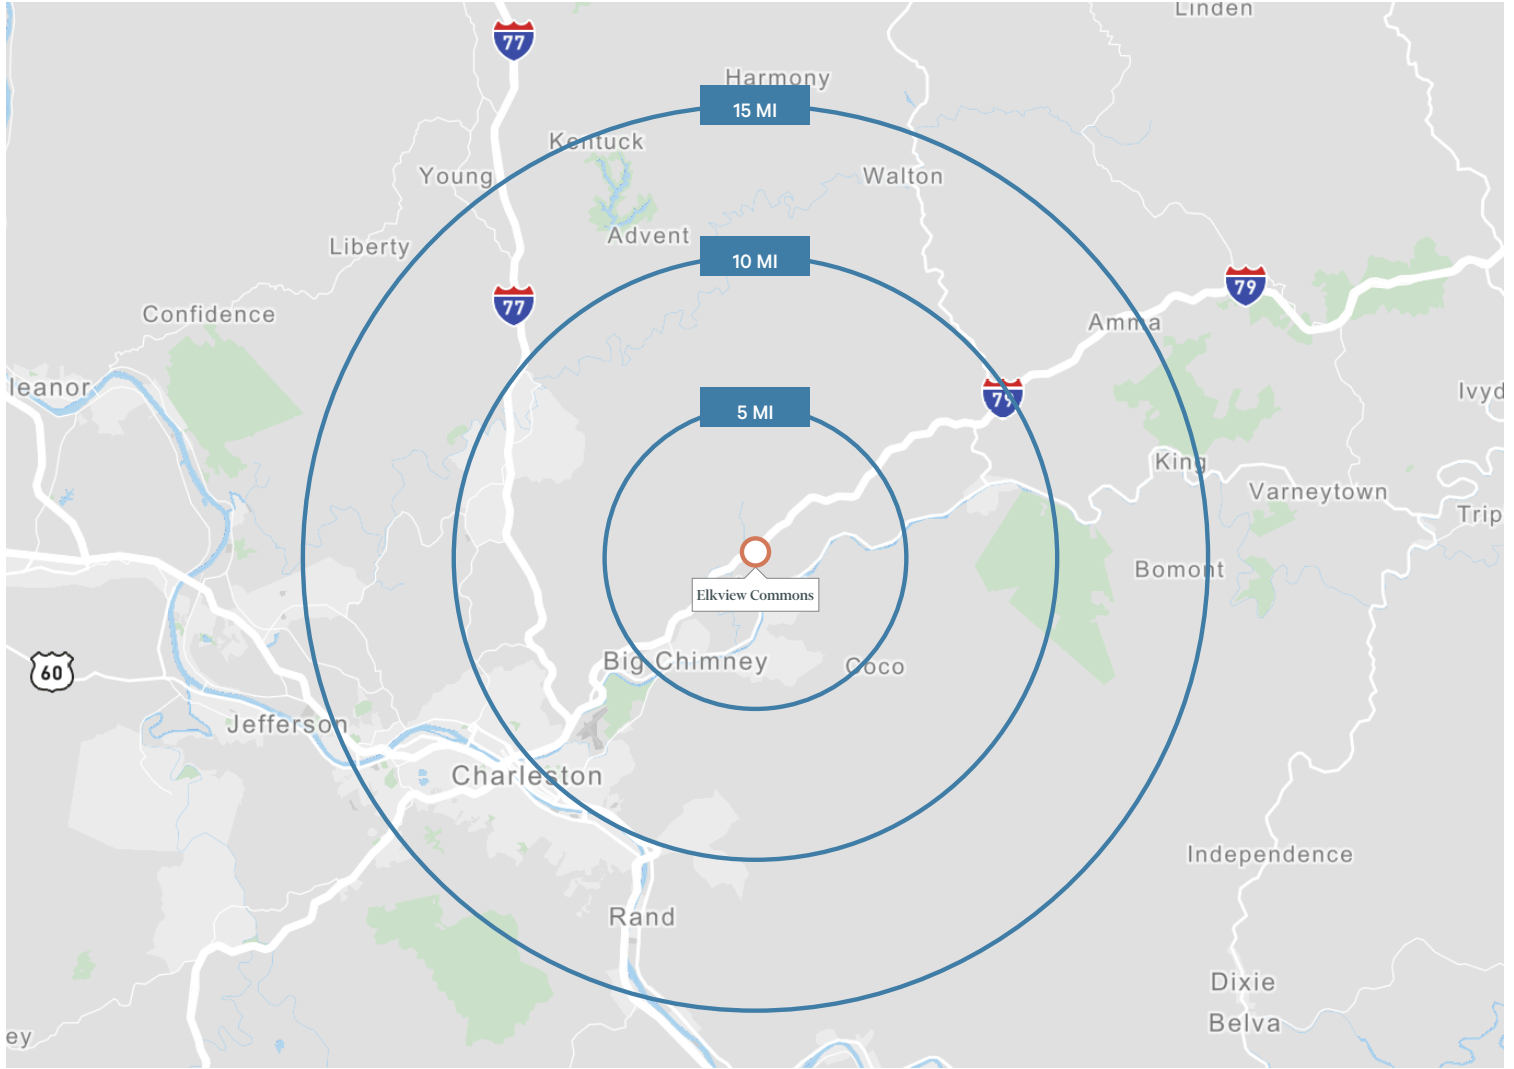 Linden
77
Harmony
15 MI
Kentuck
Young
Walton
Advent
Liberty
10 MI
79
77
Confidence
Amma
leanor
79
Ivyd
5 MI
King
Varneytown
Trip
Bomont
Elkview Commons
60
Big Chimney
Coco
Jefferson
Charleston
Independence
Rand
Dixie
Belva
ey